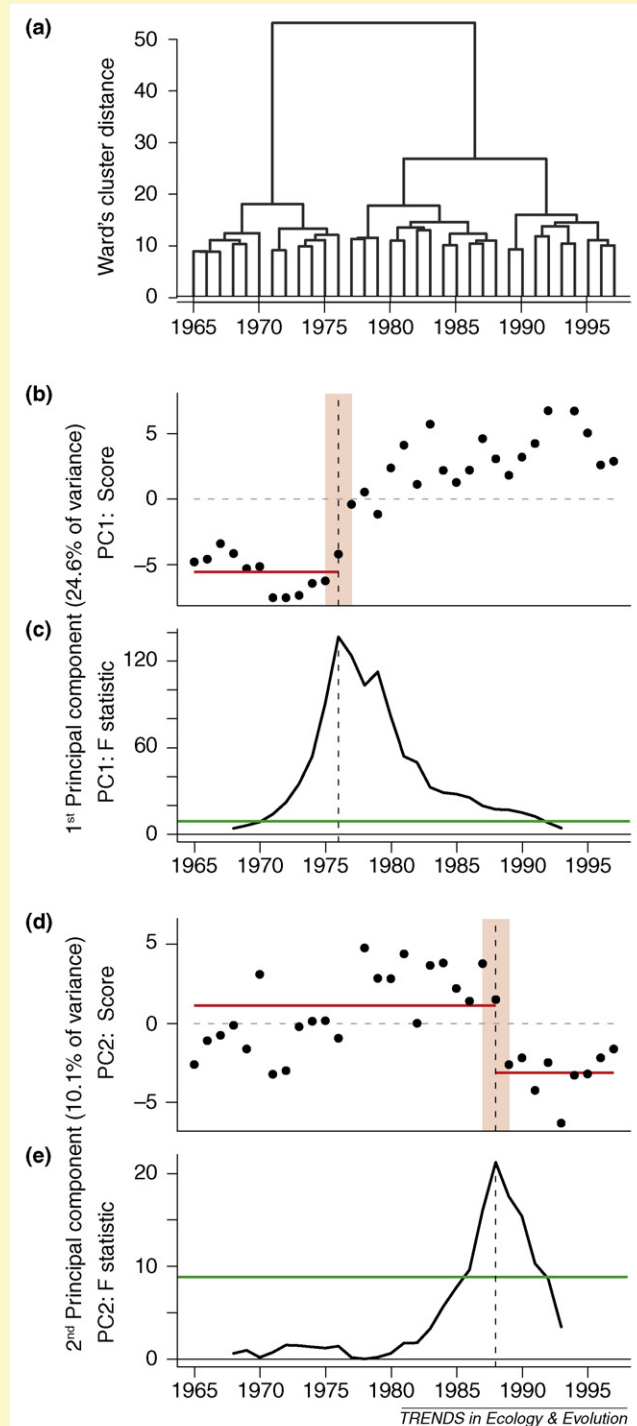 (a)
Ward's cluster distance
50
40
30
20
10
0
1965 1970 1975 1980 1985 1990 1995
1st Principal component (24.6% of variance)
(b)
PC1: Score
5
0
–5
(c)
PC1: F statistic
120
60
0
1965 1970 1975 1980 1985 1990 1995
2nd Principal component (10.1% of variance)
(d)
PC2: Score
5
0
–5
(e)
PC2: F statistic
20
10
0
1965 1970 1975 1980 1985 1990 1995
TRENDS in Ecology & Evolution